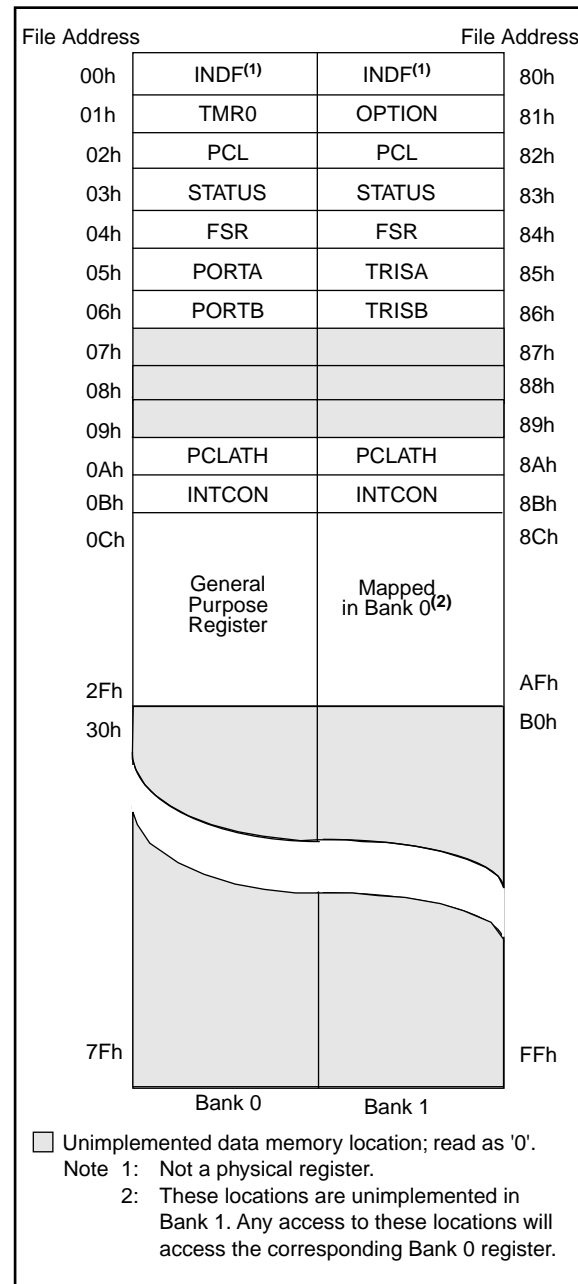 File Address File Address
00h INDF(1) INDF(1) 80h
01h TMR0 OPTION 81h
02h PCL PCL 82h
03h STATUS STATUS 83h
04h FSR FSR 84h
05h PORTA TRISA 85h
06h PORTB TRISB 86h
07h 87h
08h 88h
09h 89h
0Ah PCLATH PCLATH 8Ah
0Bh INTCON INTCON 8Bh
0Ch 8Ch
General Purpose Register
Mapped in Bank 0(2)
2Fh AFh
30h B0h
7Fh FFh
Bank 0 Bank 1
Unimplemented data memory location; read as '0'.
Note 1: Not a physical register.
2: These locations are unimplemented in
Bank 1. Any access to these locations will
access the corresponding Bank 0 register.